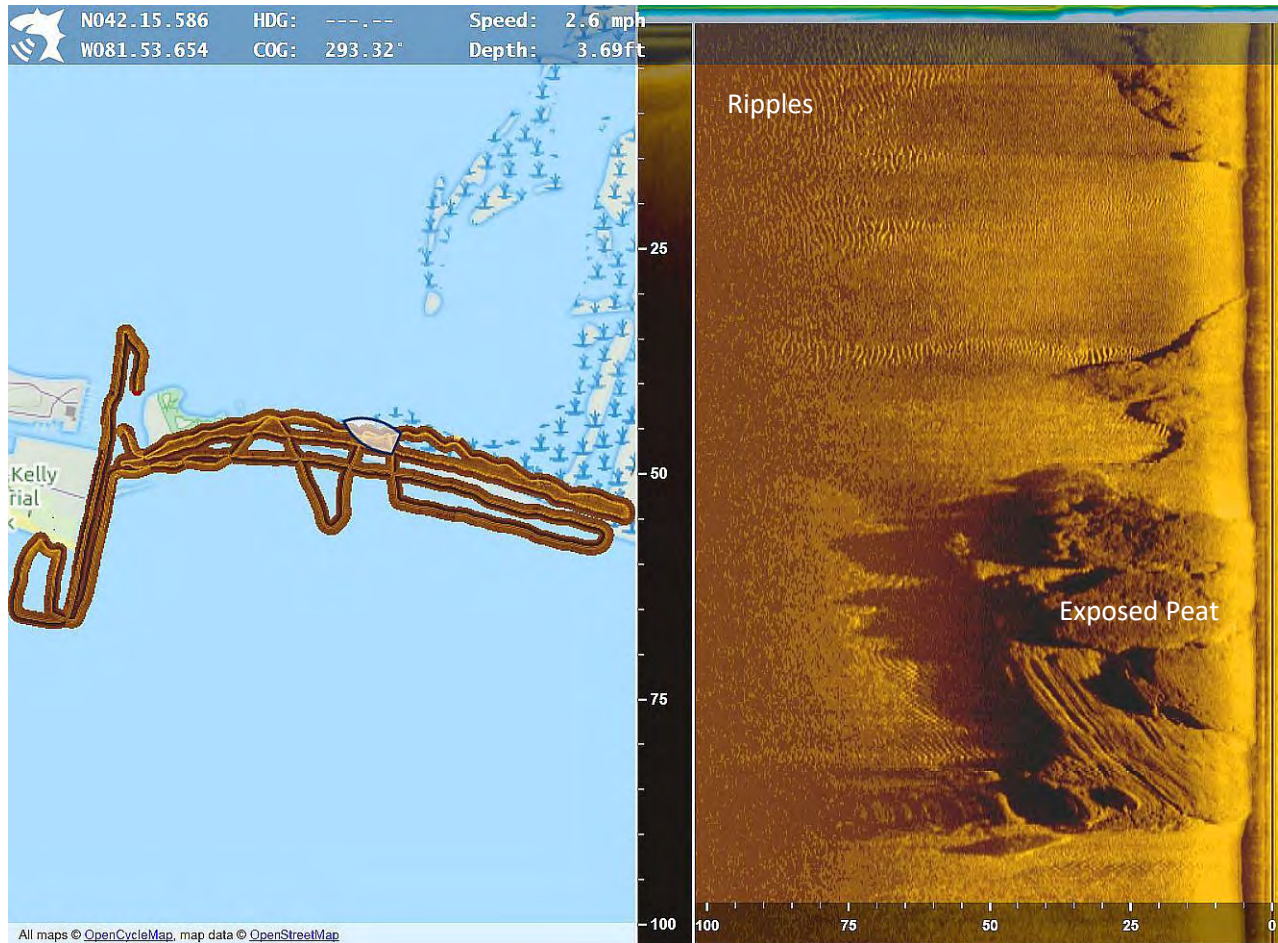 N042.15.586 HDG: ---.-- Speed: 2.6 mph
W081.53.654 COG: 293.32° Depth: 3.69ft
Ripples
25
Kelly
50
Exposed Peat
75
100
100 75 50 25 0
All maps © OpenCycleMap, map data © OpenStreetMap